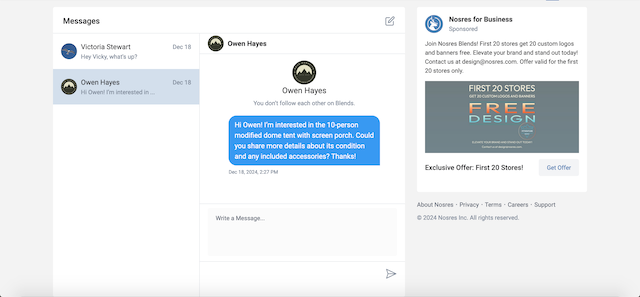 Messages
Victoria Stewart
Dec 18
Hey Vicky, what's up?
Owen Hayes
Dec 18
Hi Owen! I'm interested in ...
Owen Hayes
Owen Hayes
You don't follow each other on Blends.
Hi Owen! I'm interested in the 10-person
modified dome tent with screen porch. Could
you share more details about its condition
and any included accessories? Thanks!
Dec 18, 2024, 2:27 PM
Write a Message...
Nosres for Business
Sponsored
Join Nosres Blends! First 20 stores get 20 custom logos
and banners free. Elevate your brand and stand out today!
Contact us at design@nosres.com. Offer valid for the first
20 stores only.
FIRST 20 STORES
GET 20 CUSTOM LOGOS AND BANNERS
FREE
DESIGN
Exclusive Offer: First 20 Stores!
Get Offer
About Nosres · Privacy · Terms · Careers · Support
© 2024 Nosres Inc. All rights reserved.